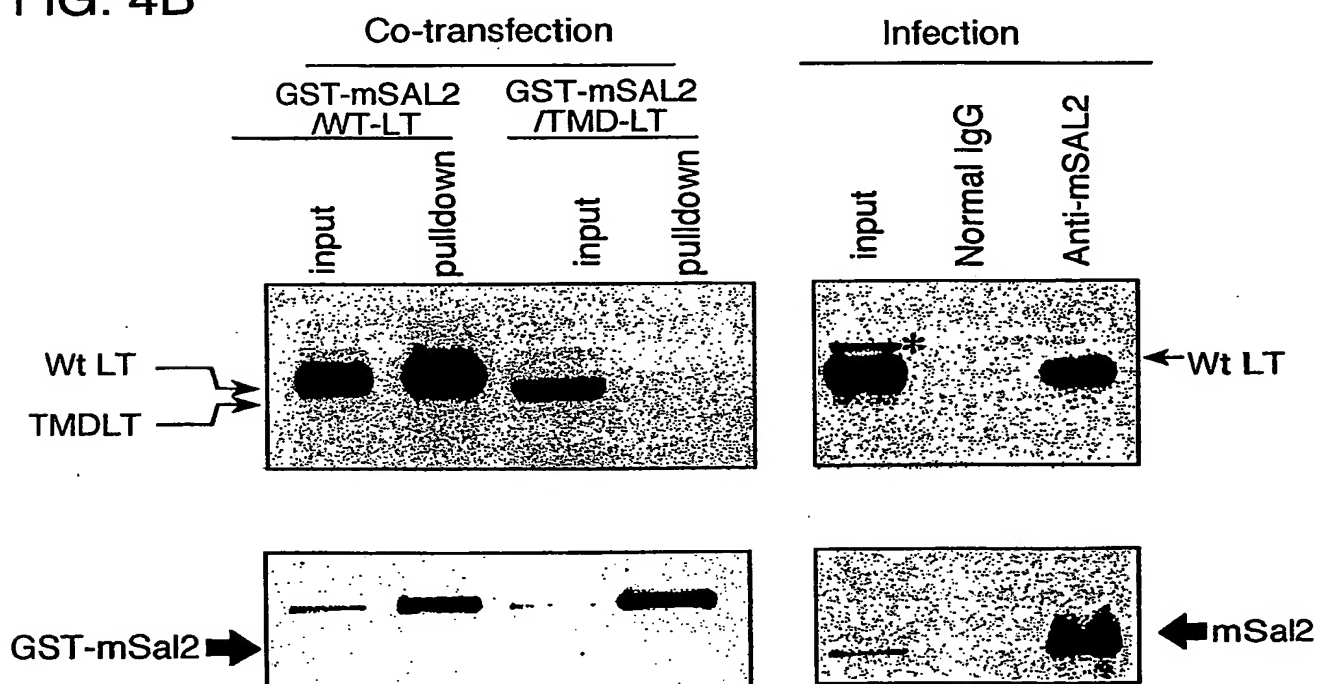 FIG. 4B
Co-transfection
Infection
GST-mSAL2
/WT-LT
GST-mSAL2
/TMD-LT
input
pulldown
input
pulldown
input
Normal IgG
Anti-mSAL2
Wt LT
TMDLT
*
Wt LT
GST-mSal2
mSal2